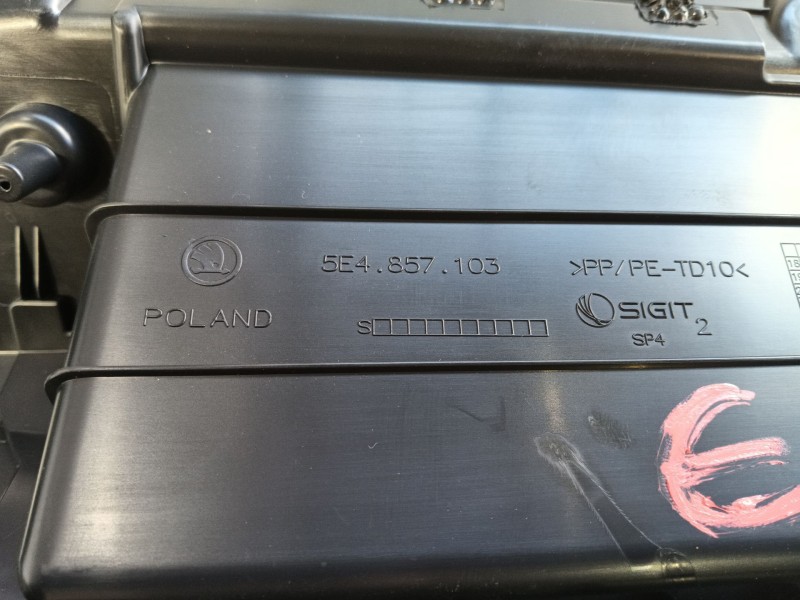 5E4.857.103
>PP/PE-TD10<
POLAND
S
SIGIT
SP4
2
E